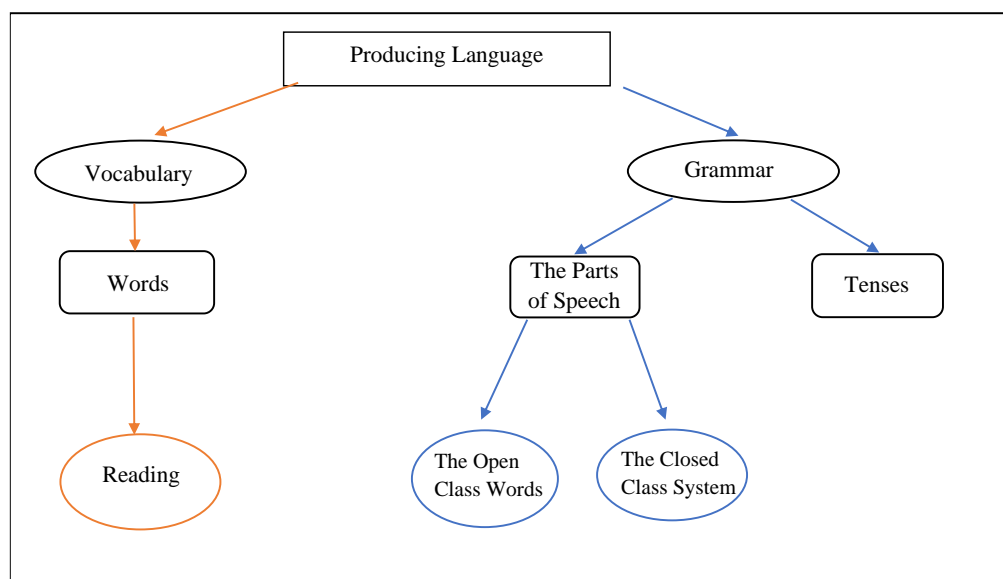 Producing Language
Vocabulary
Grammar
Words
The Parts
of Speech
Tenses
Reading
The Open
Class Words
The Closed
Class System